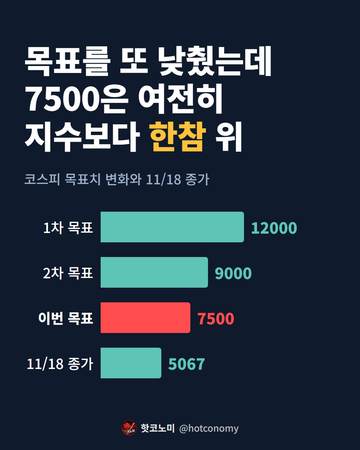 목표를 또 낮췄는데
7500은 여전히
지수보다 한참 위
코스피 목표치 변화와 11/18 종가
1차 목표 12000
2차 목표 9000
이번 목표 7500
11/18 종가 5067
핫코노미 @hotconomy